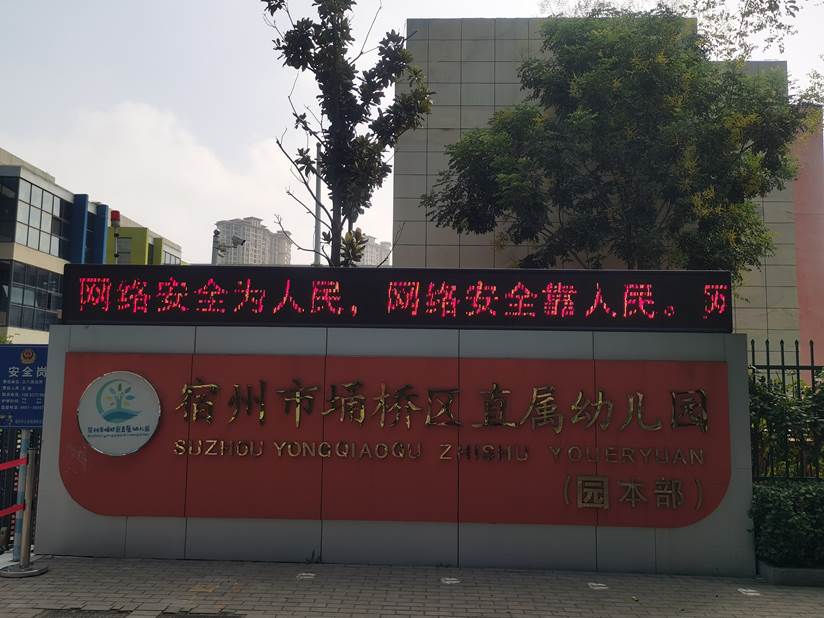 网络安全为人民，网络安全靠人民。网
宿州市埇桥区直属幼儿园
SUZHOU YONGQIAOQU ZHISHU YOUERYUAN
（园本部）
安全岗